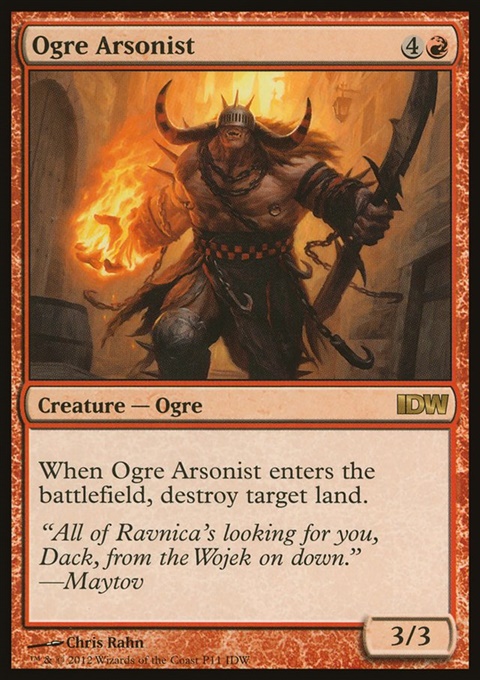 Ogre Arsonist 4
Creature — Ogre IDW
When Ogre Arsonist enters the
battlefield, destroy target land.
“All of Ravnica’s looking for you,
Dack, from the Wojek on down.”
—Maytov
3/3
Chris Rahn
™ & © 2012 Wizards of the Coast P11 IDW